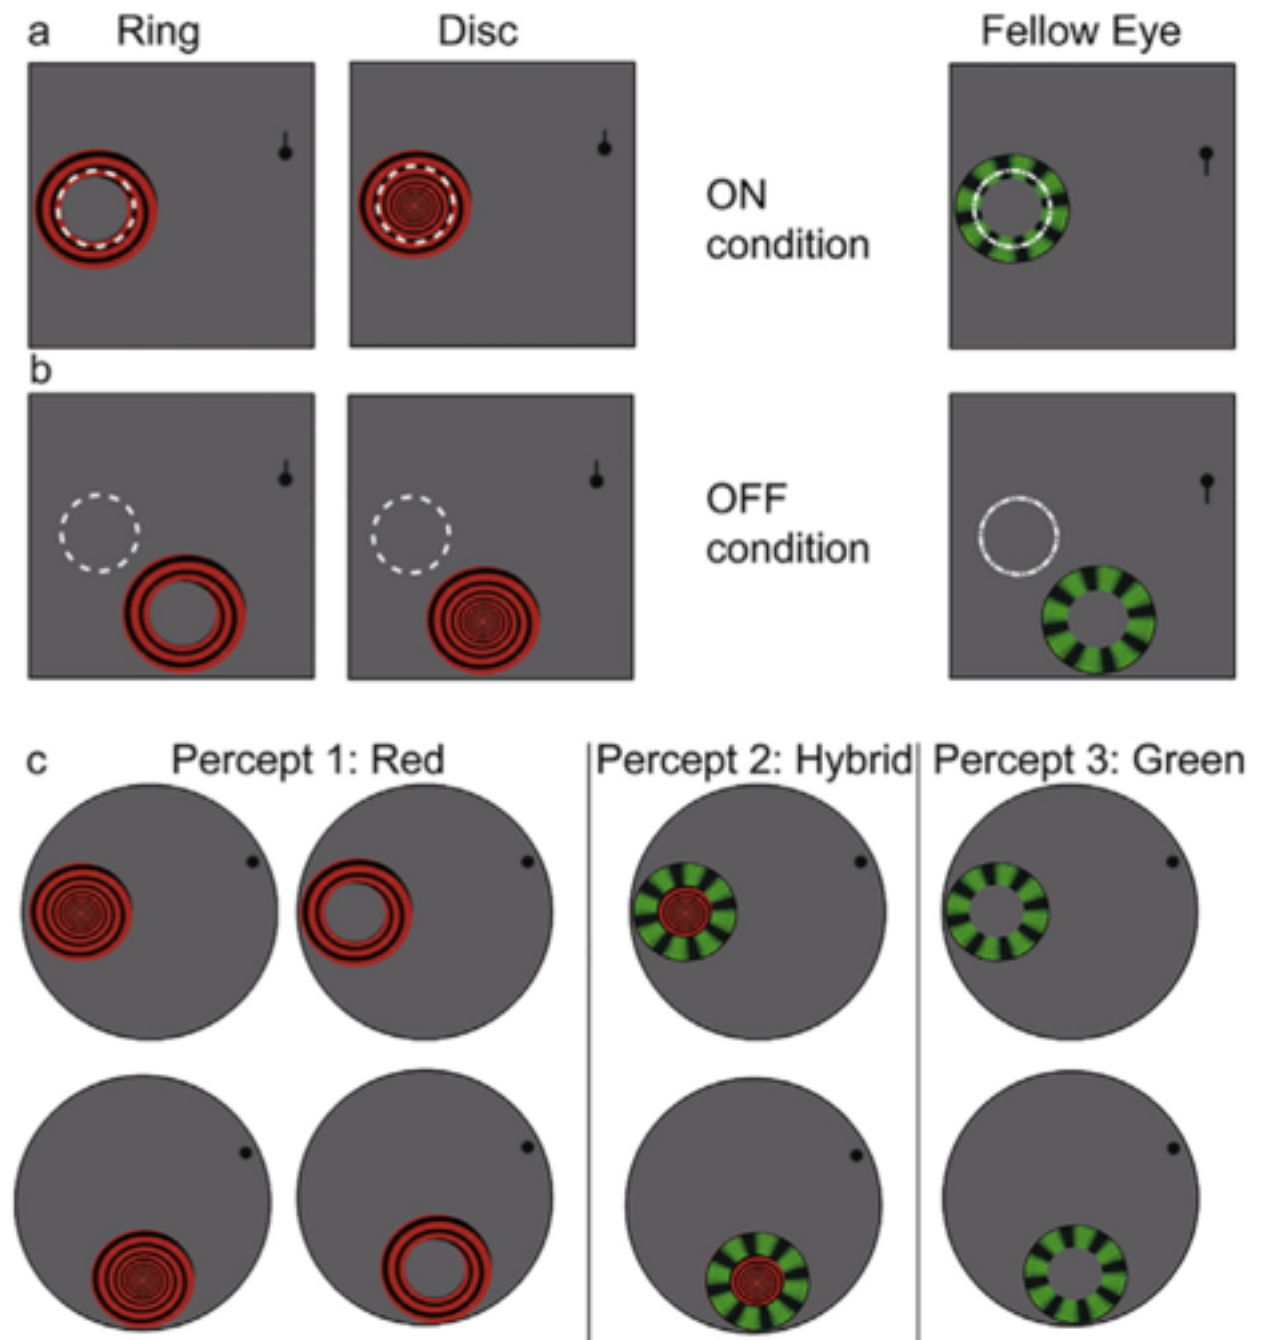 a Ring Disc Fellow Eye
ON
condition
b
OFF
condition
c Percept 1: Red Percept 2: Hybrid Percept 3: Green